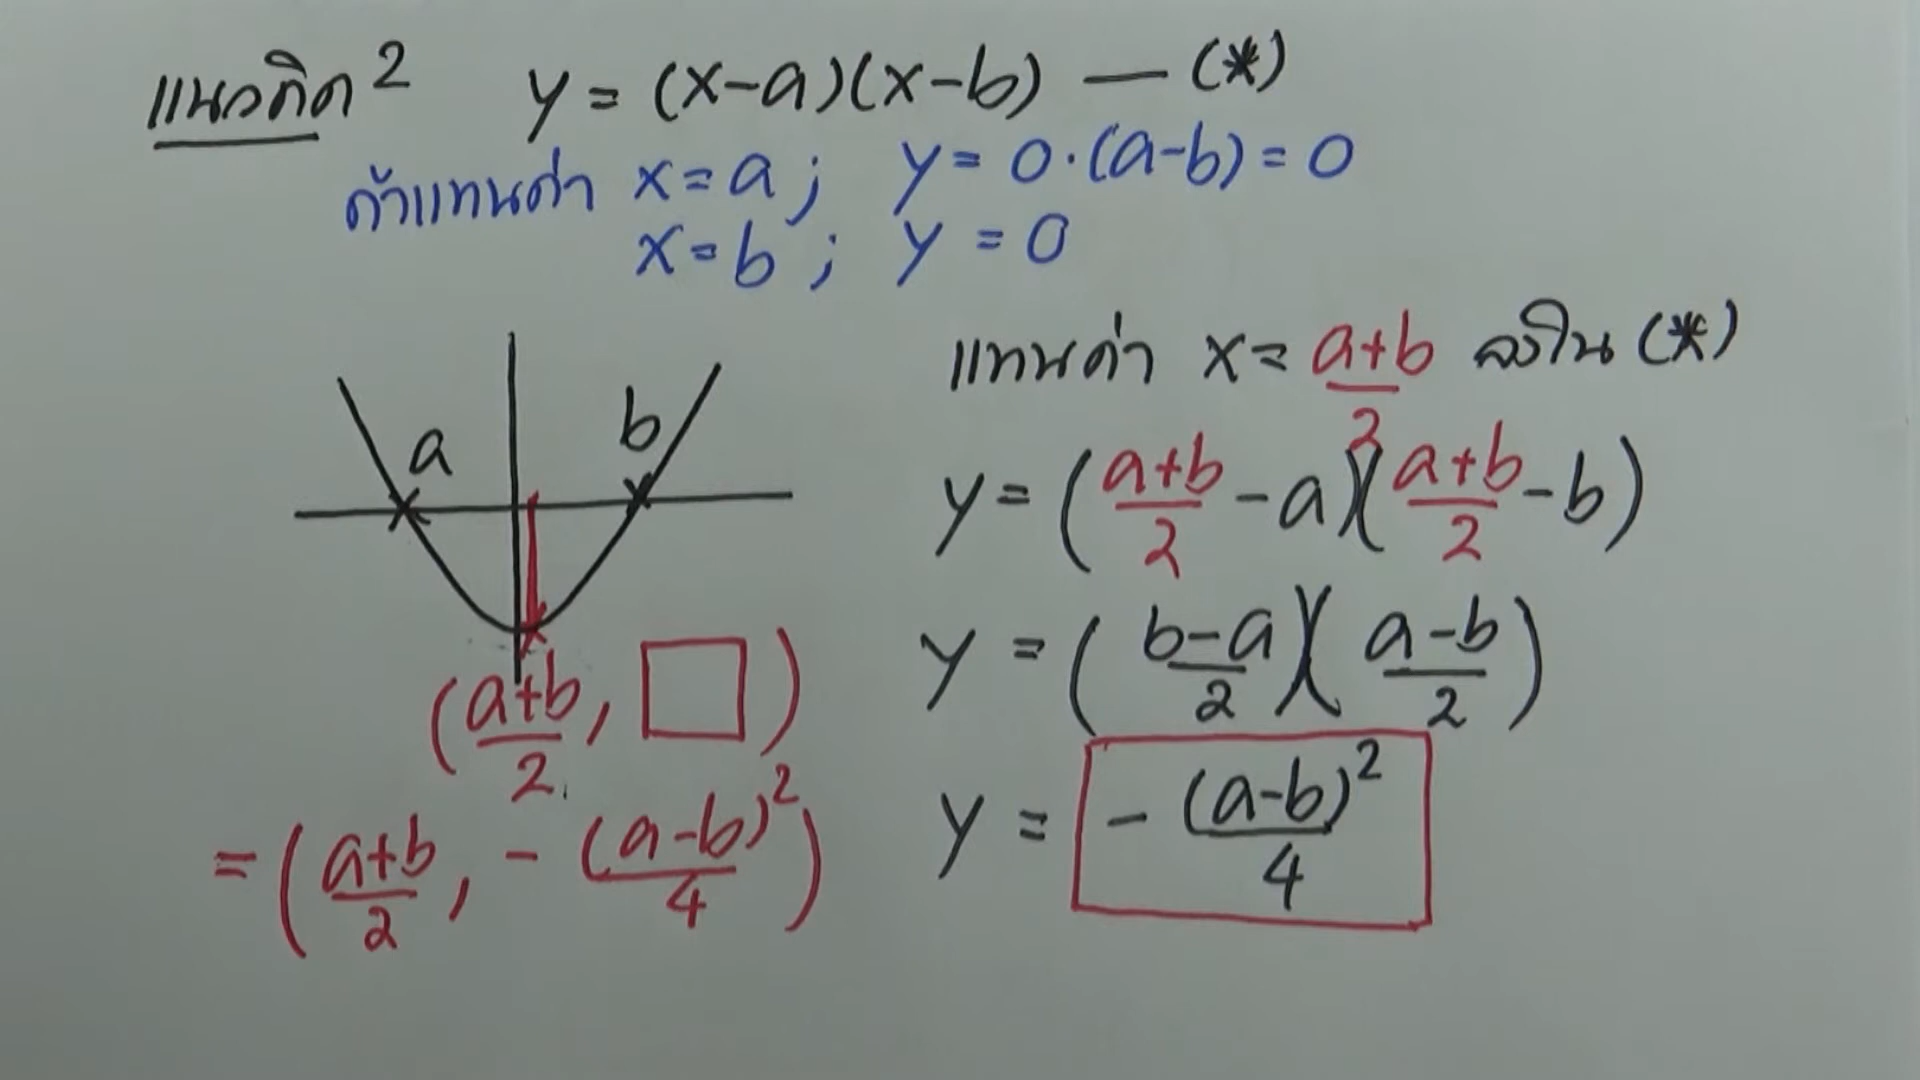 แนวคิด 2 y = (x-a)(x-b) — (*)
ถ้าแทนค่า x = a ; y = 0·(a-b) = 0
x = b ; y = 0
a b
(a+b/2, □)
= (a+b/2, -(a-b)²/4)
แทนค่า x = a+b/2 ลงใน (*)
y = (a+b/2 - a)(a+b/2 - b)
y = (b-a/2)(a-b/2)
y = -(a-b)²/4